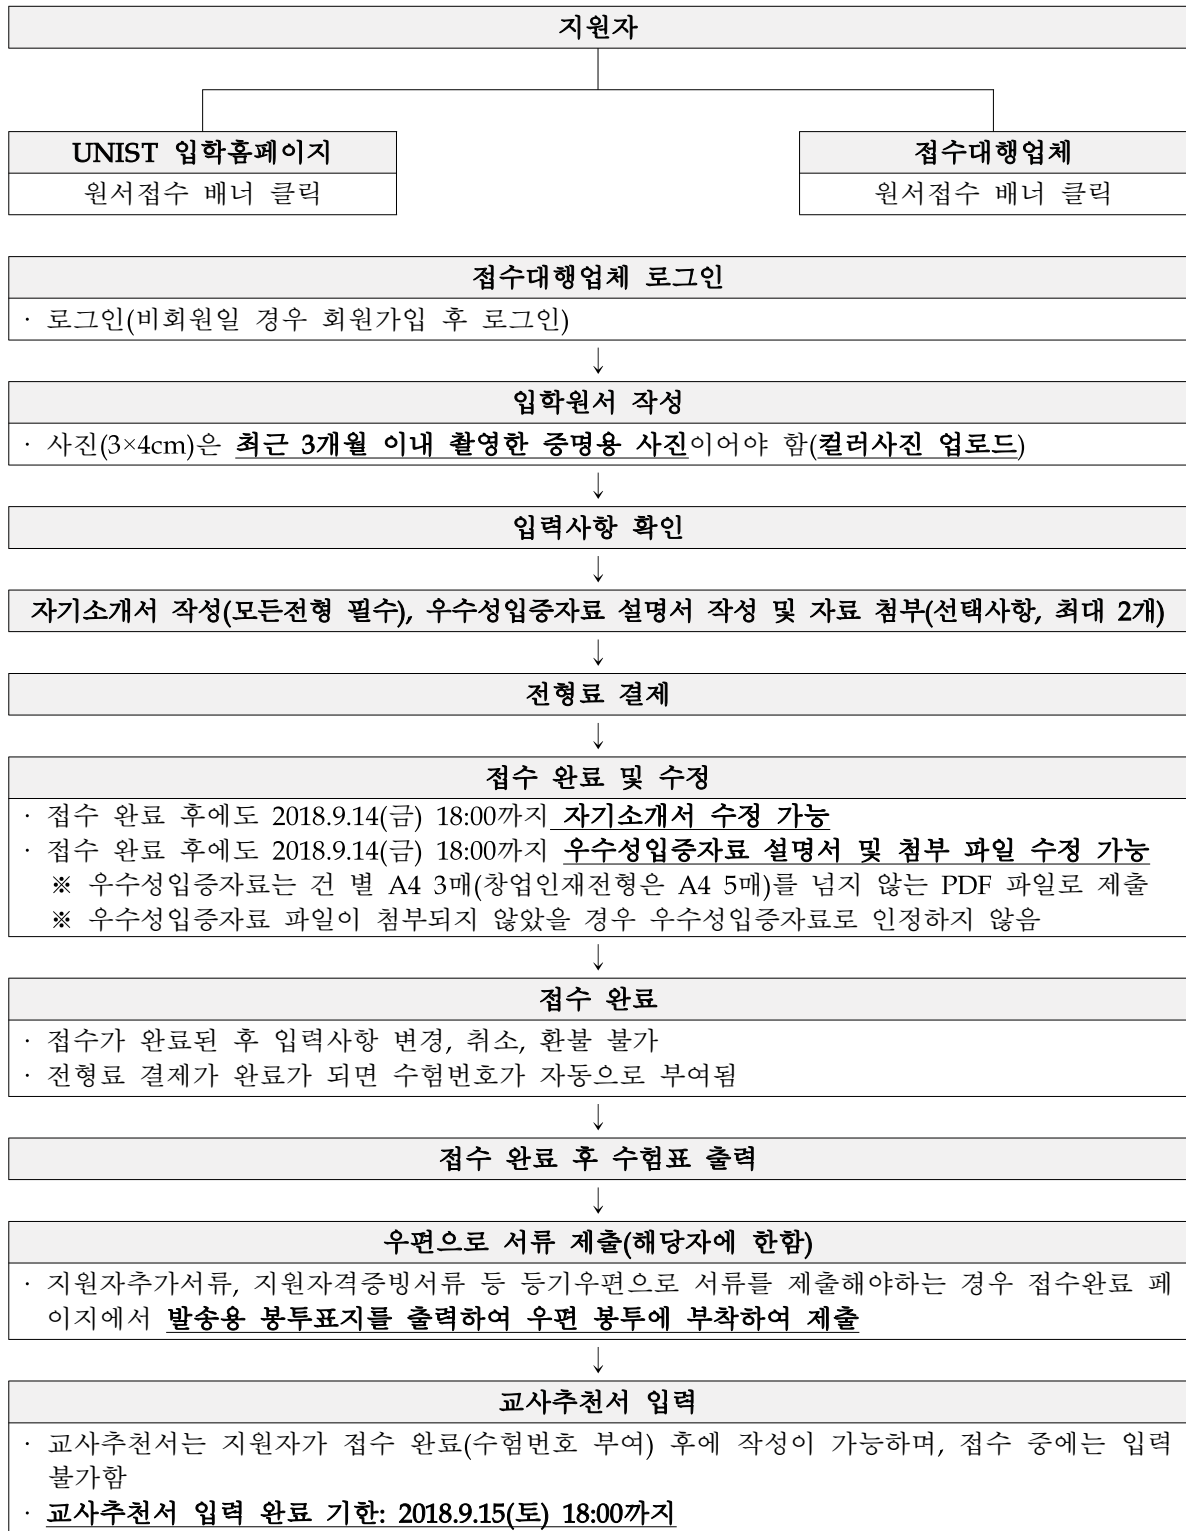 지원자
UNIST 입학홈페이지
원서접수 배너 클릭
접수대행업체
원서접수 배너 클릭
접수대행업체 로그인
· 로그인(비회원일 경우 회원가입 후 로그인)
↓
입학원서 작성
· 사진(3×4cm)은 최근 3개월 이내 촬영한 증명용 사진이어야 함(컬러사진 업로드)
↓
입력사항 확인
↓
자기소개서 작성(모든전형 필수), 우수성입증자료 설명서 작성 및 자료 첨부(선택사항, 최대 2개)
↓
전형료 결제
↓
접수 완료 및 수정
· 접수 완료 후에도 2018.9.14(금) 18:00까지 자기소개서 수정 가능
· 접수 완료 후에도 2018.9.14(금) 18:00까지 우수성입증자료 설명서 및 첨부 파일 수정 가능
※ 우수성입증자료는 건 별 A4 3매(창업인재전형은 A4 5매)를 넘지 않는 PDF 파일로 제출
※ 우수성입증자료 파일이 첨부되지 않았을 경우 우수성입증자료로 인정하지 않음
↓
접수 완료
· 접수가 완료된 후 입력사항 변경, 취소, 환불 불가
· 전형료 결제가 완료가 되면 수험번호가 자동으로 부여됨
↓
접수 완료 후 수험표 출력
↓
우편으로 서류 제출(해당자에 한함)
· 지원자추가서류, 지원자격증빙서류 등 등기우편으로 서류를 제출해야하는 경우 접수완료 페
이지에서 발송용 봉투표지를 출력하여 우편 봉투에 부착하여 제출
↓
교사추천서 입력
· 교사추천서는 지원자가 접수 완료(수험번호 부여) 후에 작성이 가능하며, 접수 중에는 입력
불가함
· 교사추천서 입력 완료 기한: 2018.9.15(토) 18:00까지